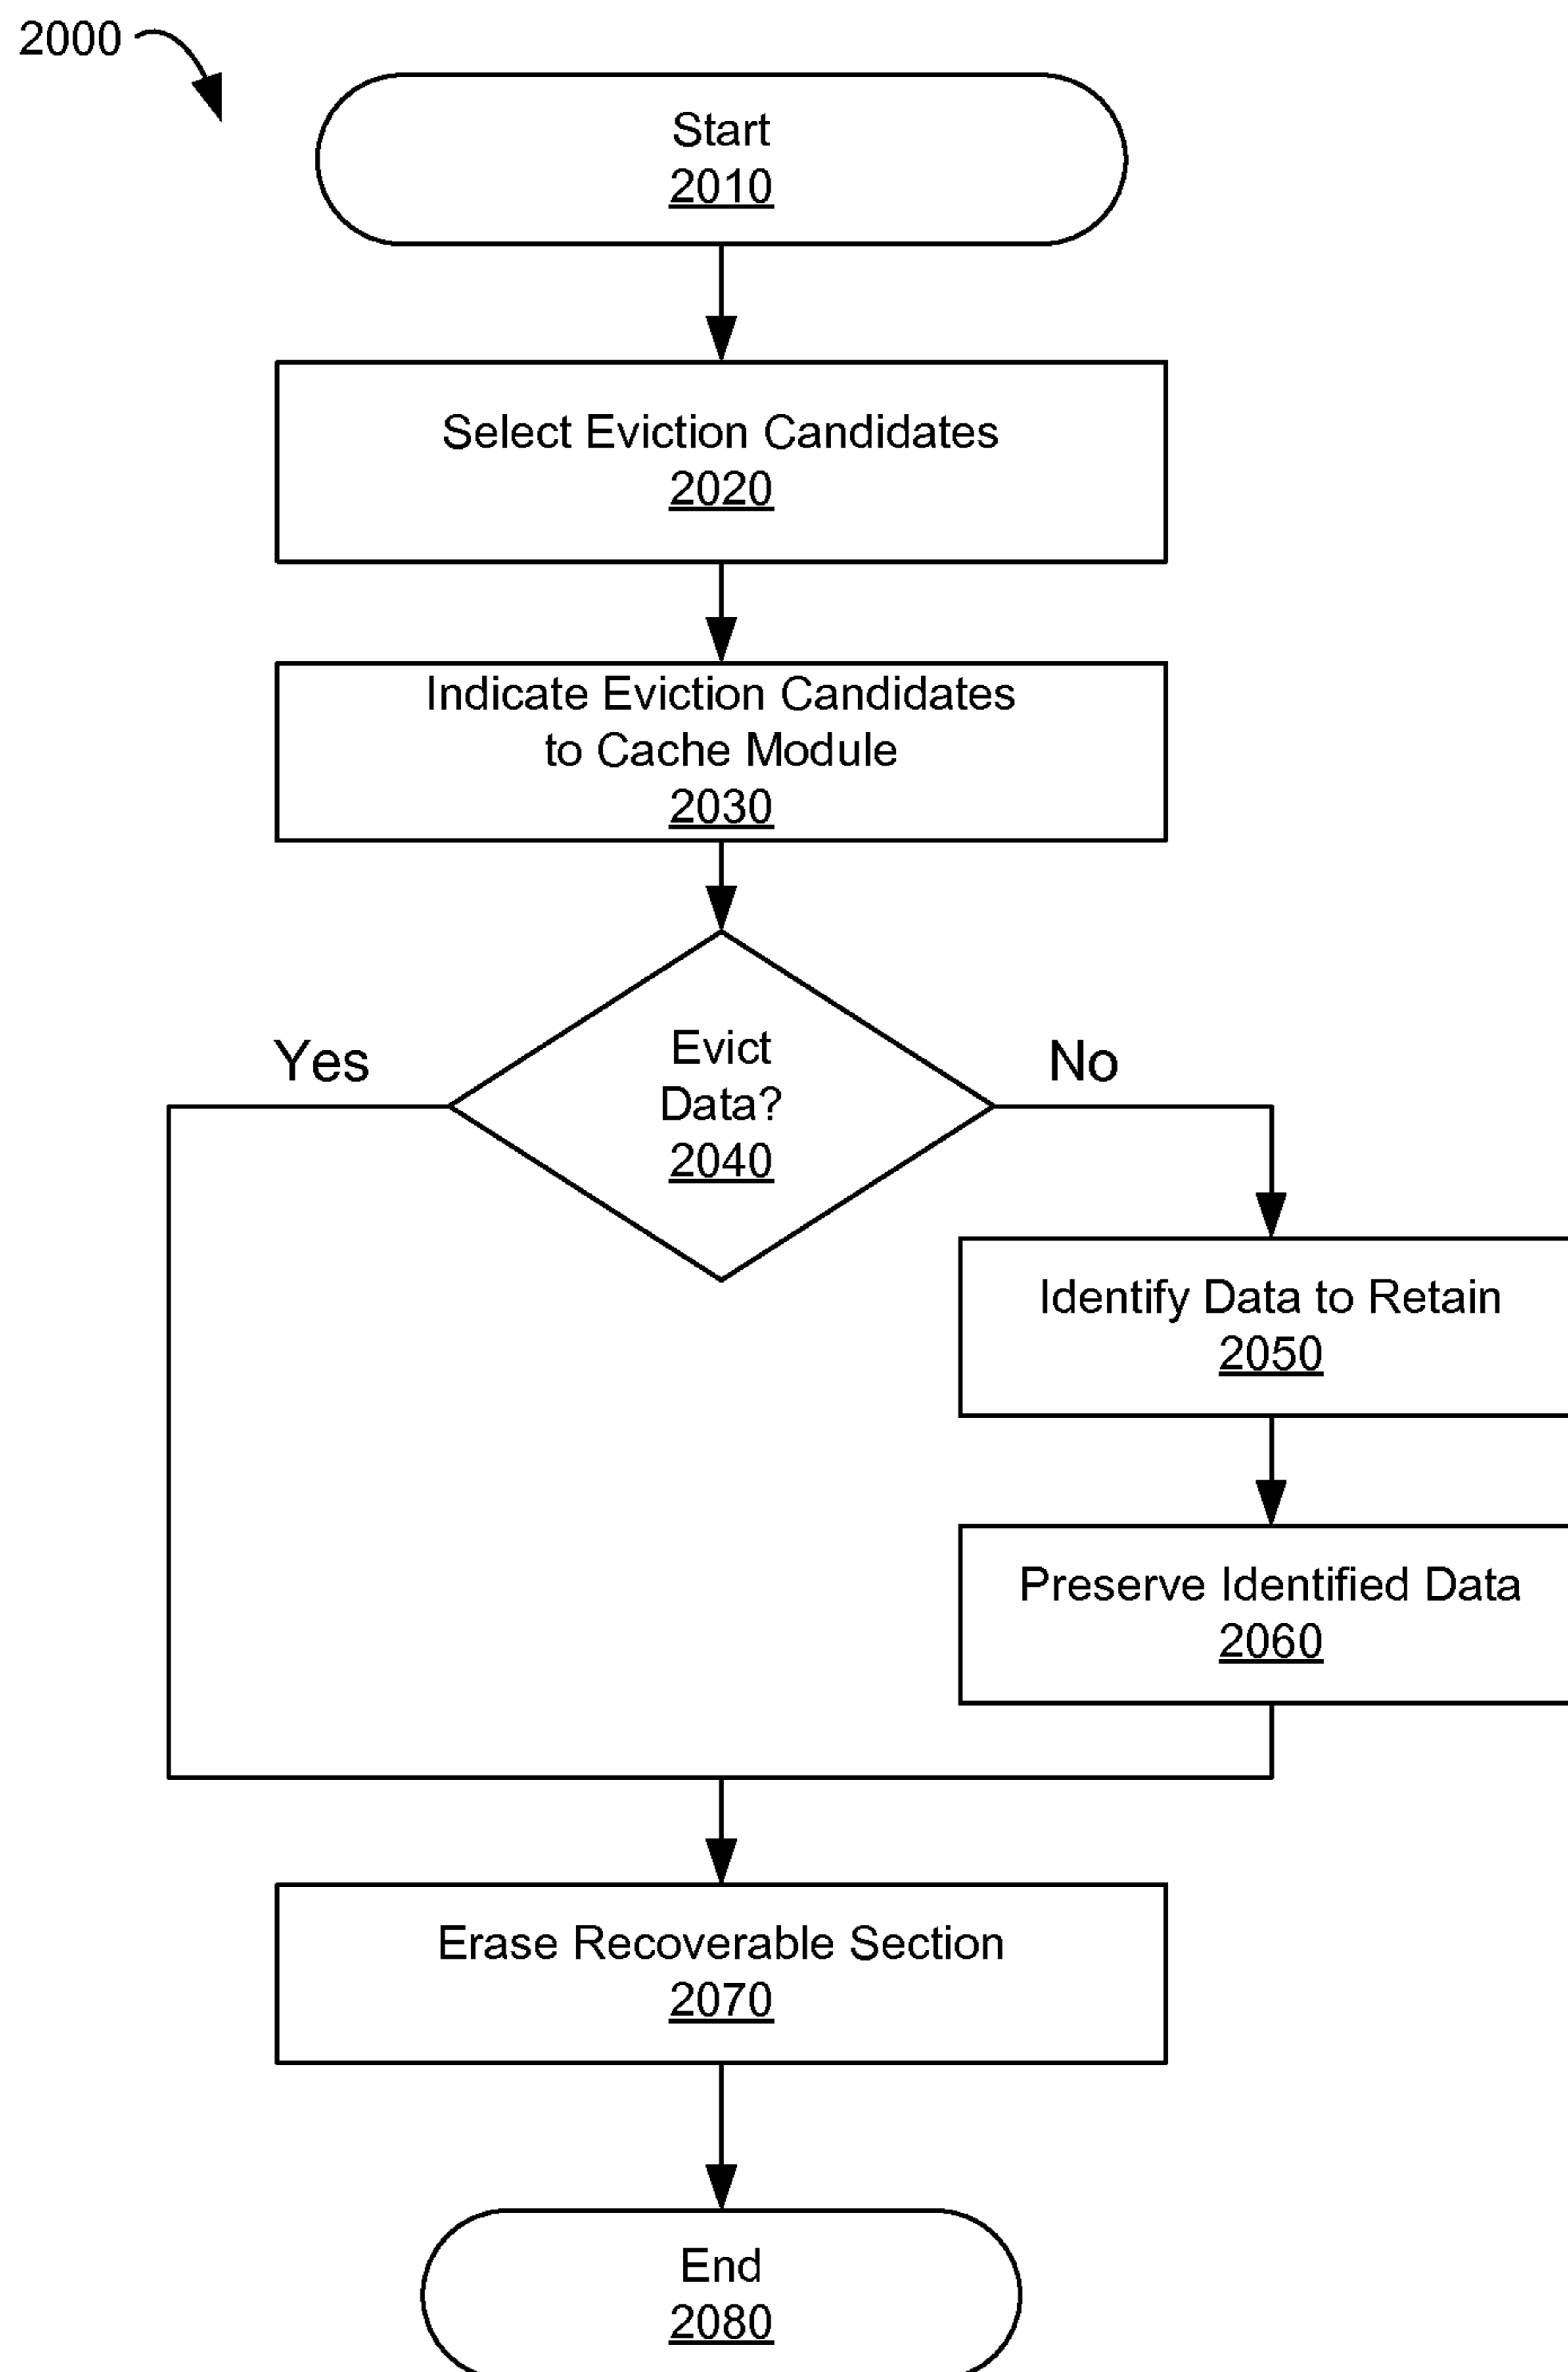 2000
Start
2010
Select Eviction Candidates
2020
Indicate Eviction Candidates
to Cache Module
2030
Evict
Data?
2040
Yes
No
Identify Data to Retain
2050
Preserve Identified Data
2060
Erase Recoverable Section
2070
End
2080